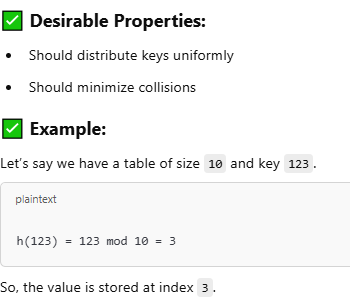 ✅ Desirable Properties:
• Should distribute keys uniformly
• Should minimize collisions
✅ Example:
Let's say we have a table of size 10 and key 123.
plaintext
h(123) = 123 mod 10 = 3
So, the value is stored at index 3.